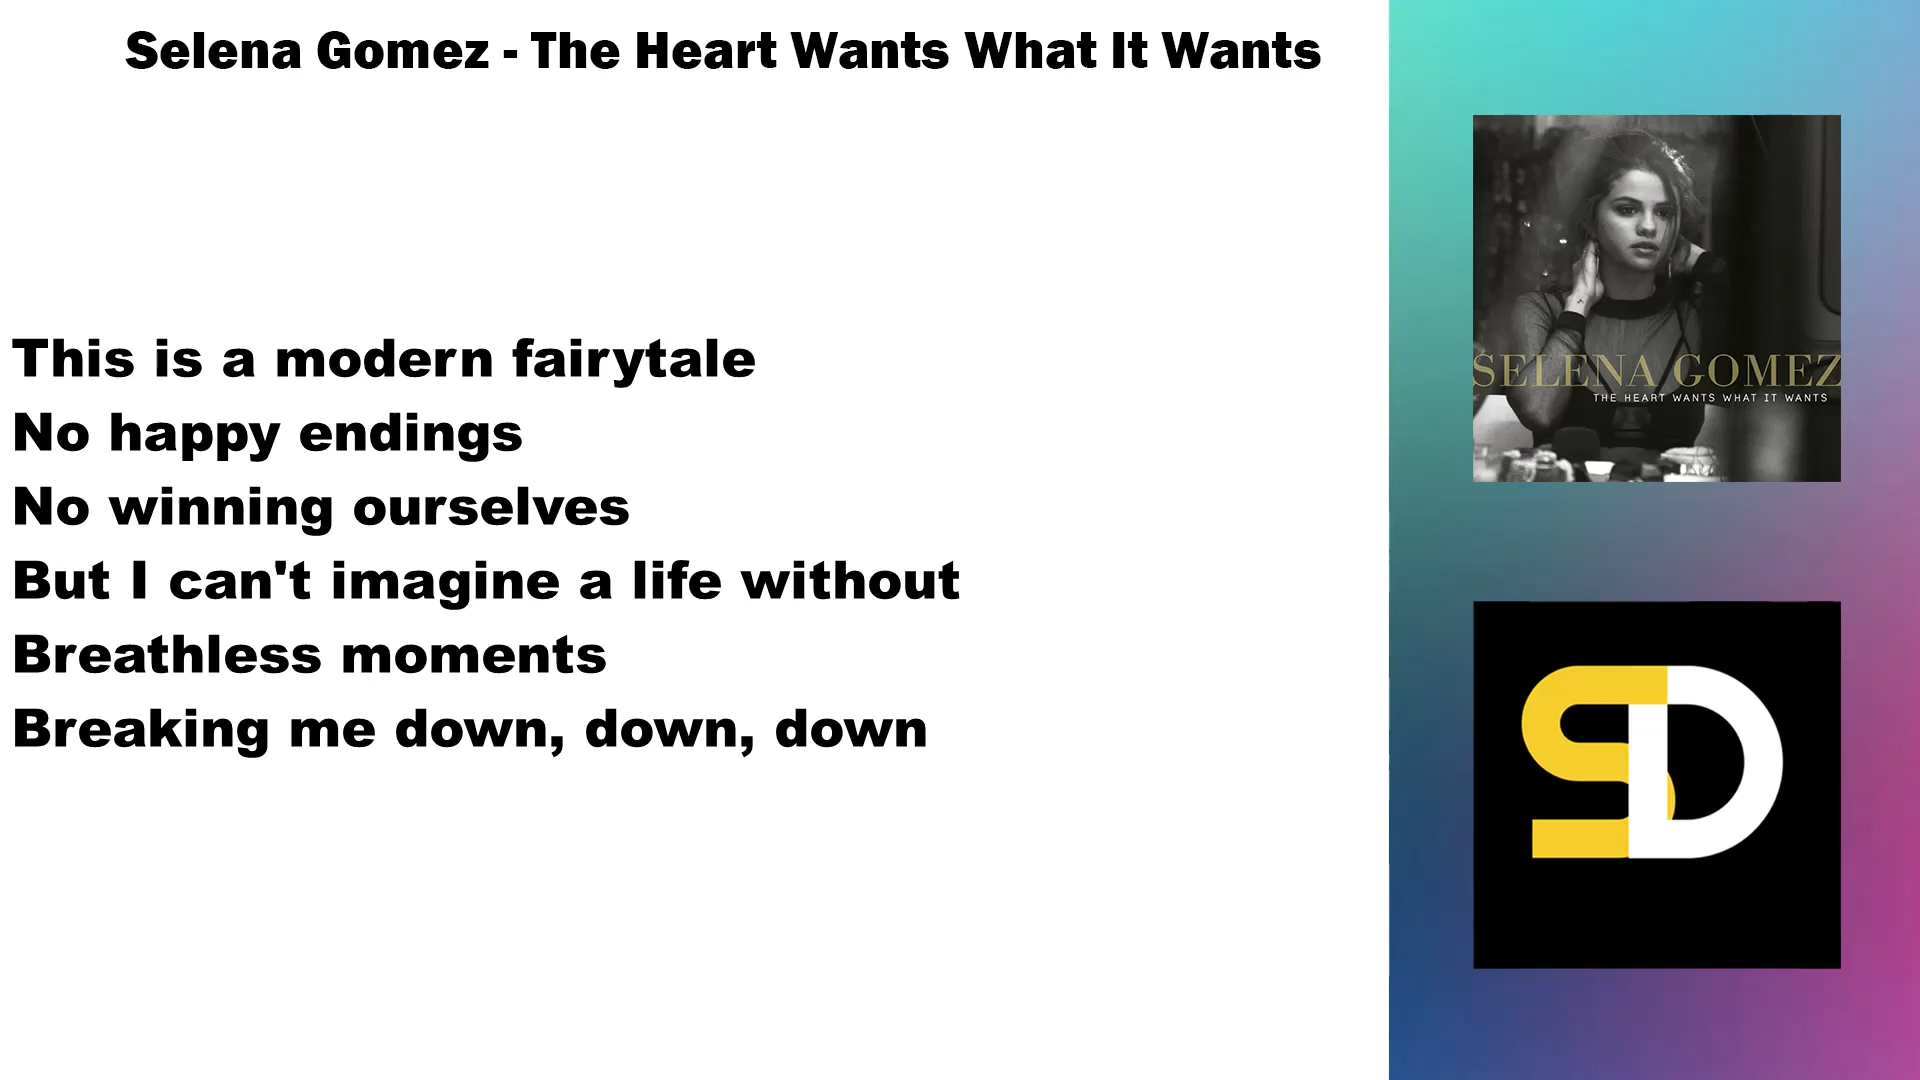 Selena Gomez - The Heart Wants What It Wants
This is a modern fairytale
No happy endings
No winning ourselves
But I can't imagine a life without
Breathless moments
Breaking me down, down, down
SELENA GOMEZ
THE HEART WANTS WHAT IT WANTS
SD